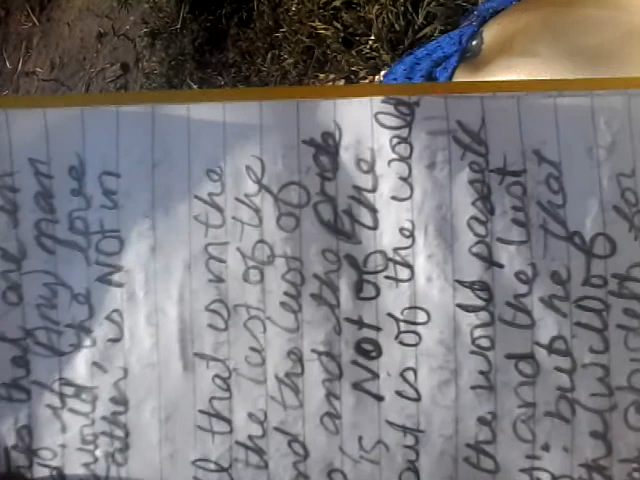 that are in
if Any man
world, the love
Father is NOT in
that is in the
the lust of the
and the lust of
and the Pride
is NOT of the
but is of the world
the world passeth
and the lust
: but he that
the will of
abideth for